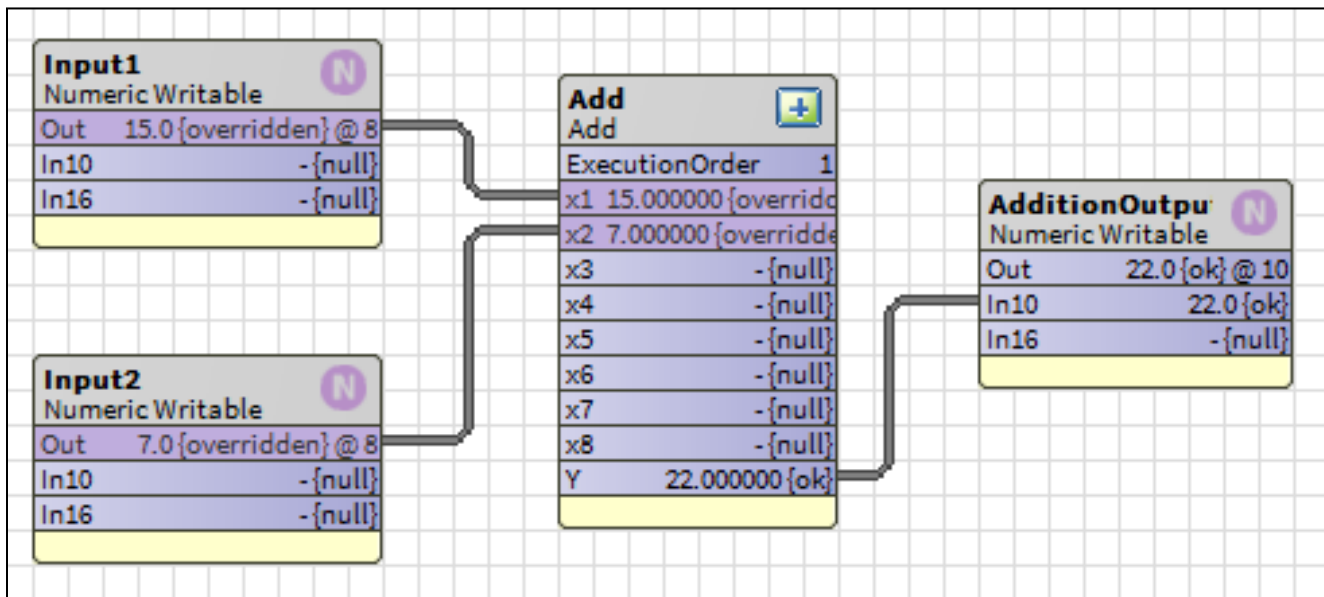 Input1
N
Numeric Writable
Out 15.0 {overridden} @ 8
In10 - {null}
In16 - {null}
Input2
N
Numeric Writable
Out 7.0 {overridden} @ 8
In10 - {null}
In16 - {null}
Add
Add
ExecutionOrder 1
x1 15.000000 {overridd
x2 7.000000 {overridde
x3 - {null}
x4 - {null}
x5 - {null}
x6 - {null}
x7 - {null}
x8 - {null}
Y 22.000000 {ok}
AdditionOutpu
N
Numeric Writable
Out 22.0 {ok} @ 10
In10 22.0 {ok}
In16 - {null}